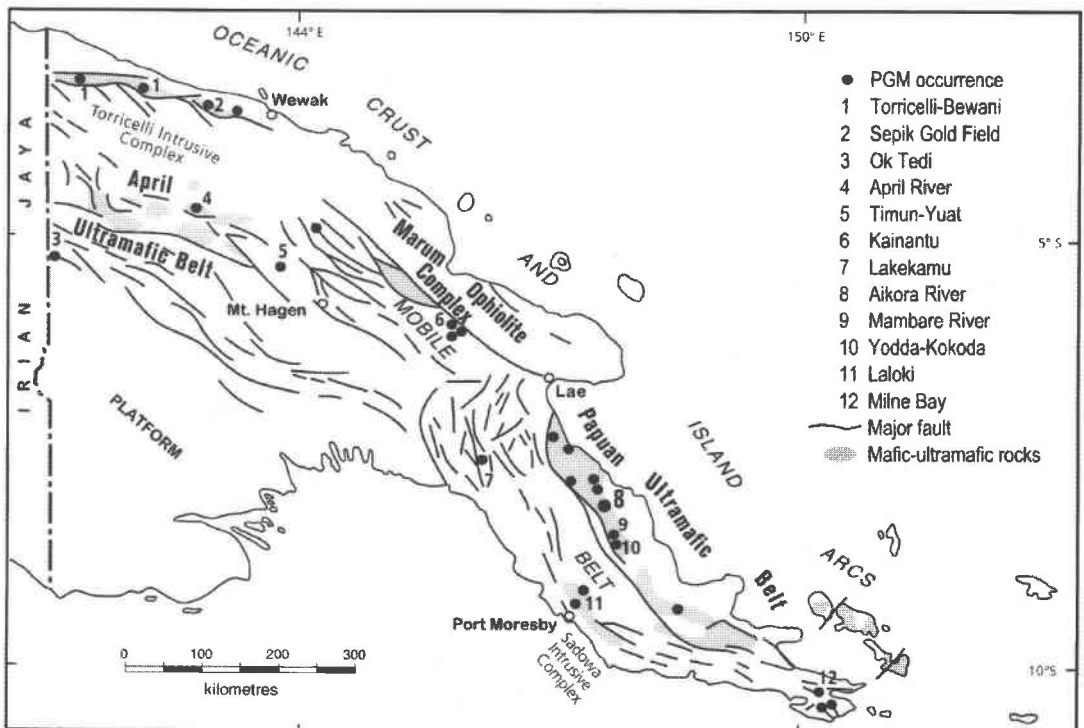 144° E
150° E
OCEANIC
CRUST
AND
ISLAND
ARCS
1
1
2
Wewak
Torricelli Intrusive
Complex
IRIAN JAYA
April
Ultramafic Belt
4
3
5
Mt. Hagen
Marum
Complex
Ophiolite
6
MOBILE
BELT
5° S
Lae
PLATFORM
7
Papuan
Ultramafic
Belt
8
9
10
11
Port Moresby
Sadowa
Intrusive
Complex
12
10° S
0 100 200 300
kilometres
PGM occurrence
1 Torricelli-Bewani
2 Sepik Gold Field
3 Ok Tedi
4 April River
5 Timun-Yuat
6 Kainantu
7 Lakekamu
8 Aikora River
9 Mambare River
10 Yodda-Kokoda
11 Laloki
12 Milne Bay
Major fault
Mafic-ultramafic rocks